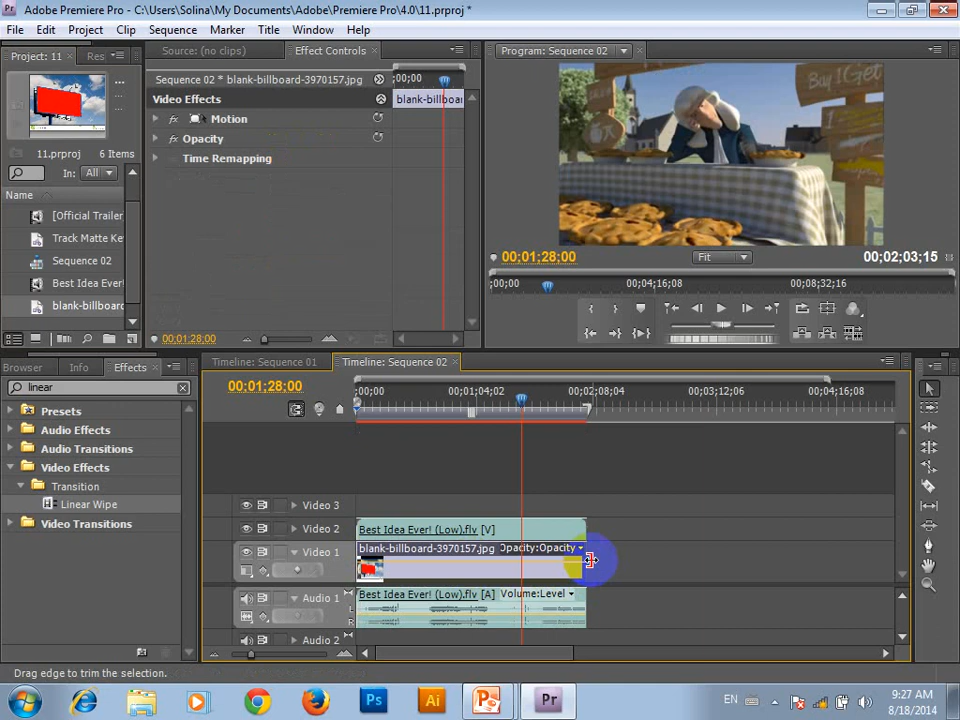 Adobe Premiere Pro - C:\Users\Solina\My Documents\Adobe\Premiere Pro\4.0\11.prproj *
File Edit Project Clip Sequence Marker Title Window Help
Project: 11
Res
Source: (no clips)
Effect Controls
Program: Sequence 02
11.prproj
6 Items
In: All
Name
[Official Trailer
Track Matte Ke
Sequence 02
Best Idea Ever!
blank-billboard
Sequence 02 * blank-billboard-3970157.jpg
;00;00
Video Effects
blank-billboa
fx Motion
fx Opacity
Time Remapping
00;01;28;00
Buy 1 Get
00;01;28;00
Fit
00;02;03;15
;00;00
00;04;16;08
00;08;32;16
Browser
Info
Effects
linear
Presets
Audio Effects
Audio Transitions
Video Effects
Transition
Linear Wipe
Video Transitions
Timeline: Sequence 01
Timeline: Sequence 02
00;01;28;00
;00;00
00;01;04;02
00;02;08;04
00;03;12;06
00;04;16;08
Video 3
Video 2
Best Idea Ever! (Low).flv [V]
Video 1
blank-billboard-3970157.jpg Opacity:Opacity
Audio 1
Best Idea Ever! (Low).flv [A] Volume:Level
Audio 2
Drag edge to trim the selection.
Ps
Ai
Pr
EN
9:27 AM
8/18/2014